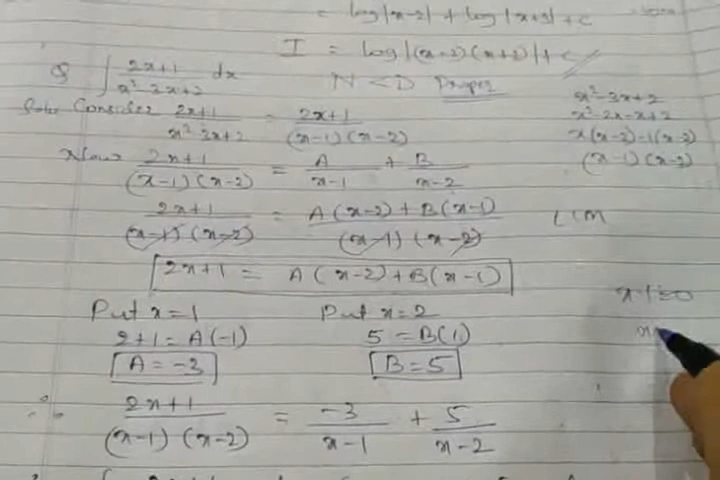 = log|x-2| + log|x+3| + c
I = log|(x-2)(x+2)| + c
Q ∫ 2x+1 / x² 3x+2 dx N < D Proper
Soln Consider 2x+1 / x² 3x+2 = 2x+1 / (x-1)(x-2)
x²-3x+2
x²-2x-x+2
x(x-2)-1(x-2)
(x-1)(x-2)
Now 2x+1 / (x-1)(x-2) = A / x-1 + B / x-2
2x+1 / (x-1)(x-2) = A(x-2)+B(x-1) / (x-1)(x-2) LCM
2x+1 = A(x-2)+B(x-1)
x-1=0
x
Put x=1 Put x=2
2+1 = A(-1) 5 = B(1)
A = -3 B = 5
∴ 2x+1 / (x-1)(x-2) = -3 / x-1 + 5 / x-2